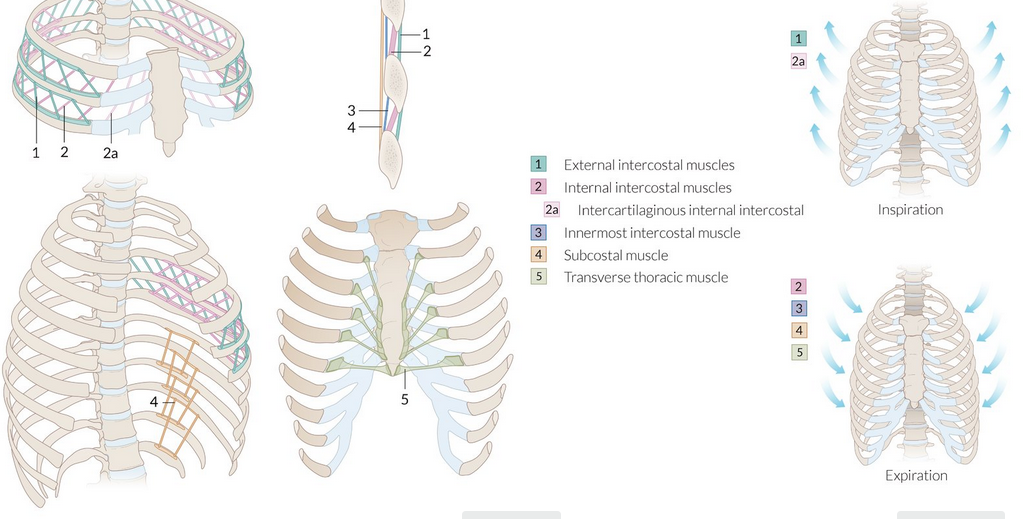 1
2
3
4
1 2 2a
4
5
1 External intercostal muscles
2 Internal intercostal muscles
2a Intercartilaginous internal intercostal
3 Innermost intercostal muscle
4 Subcostal muscle
5 Transverse thoracic muscle
1
2a
Inspiration
2
3
4
5
Expiration